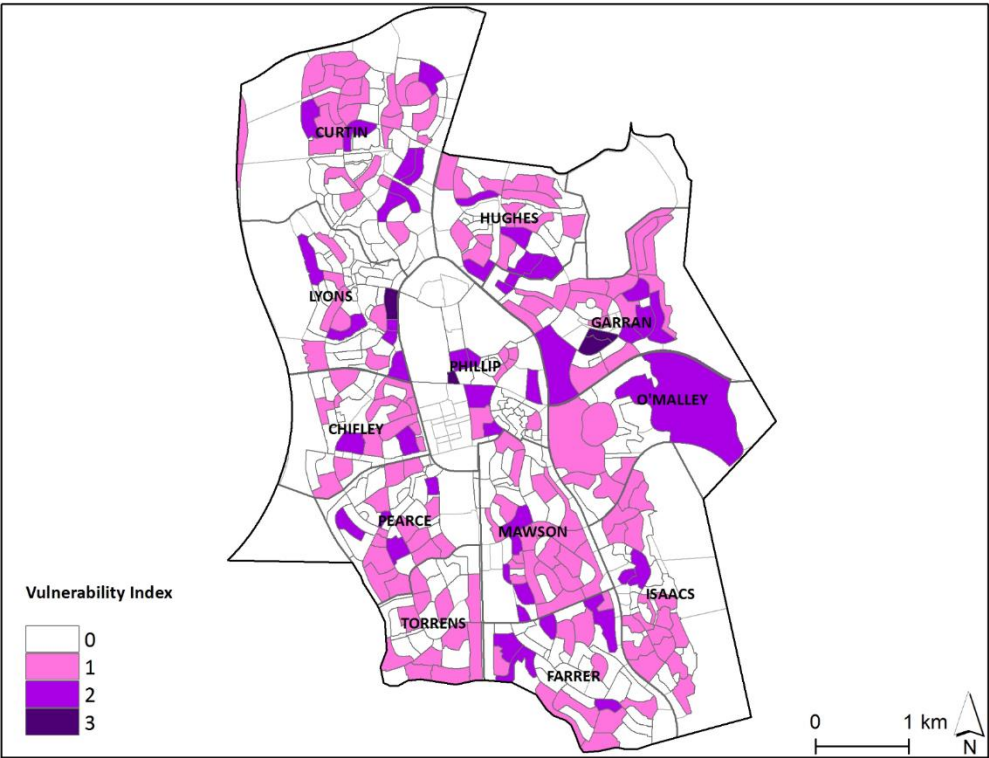 CURTIN
HUGHES
LYONS
GARRAN
PHILLIP
O'MALLEY
CHIFLEY
PEARCE
MAWSON
ISAACS
TORRENS
FARRER
Vulnerability Index
0
1
2
3
0 1 km
N